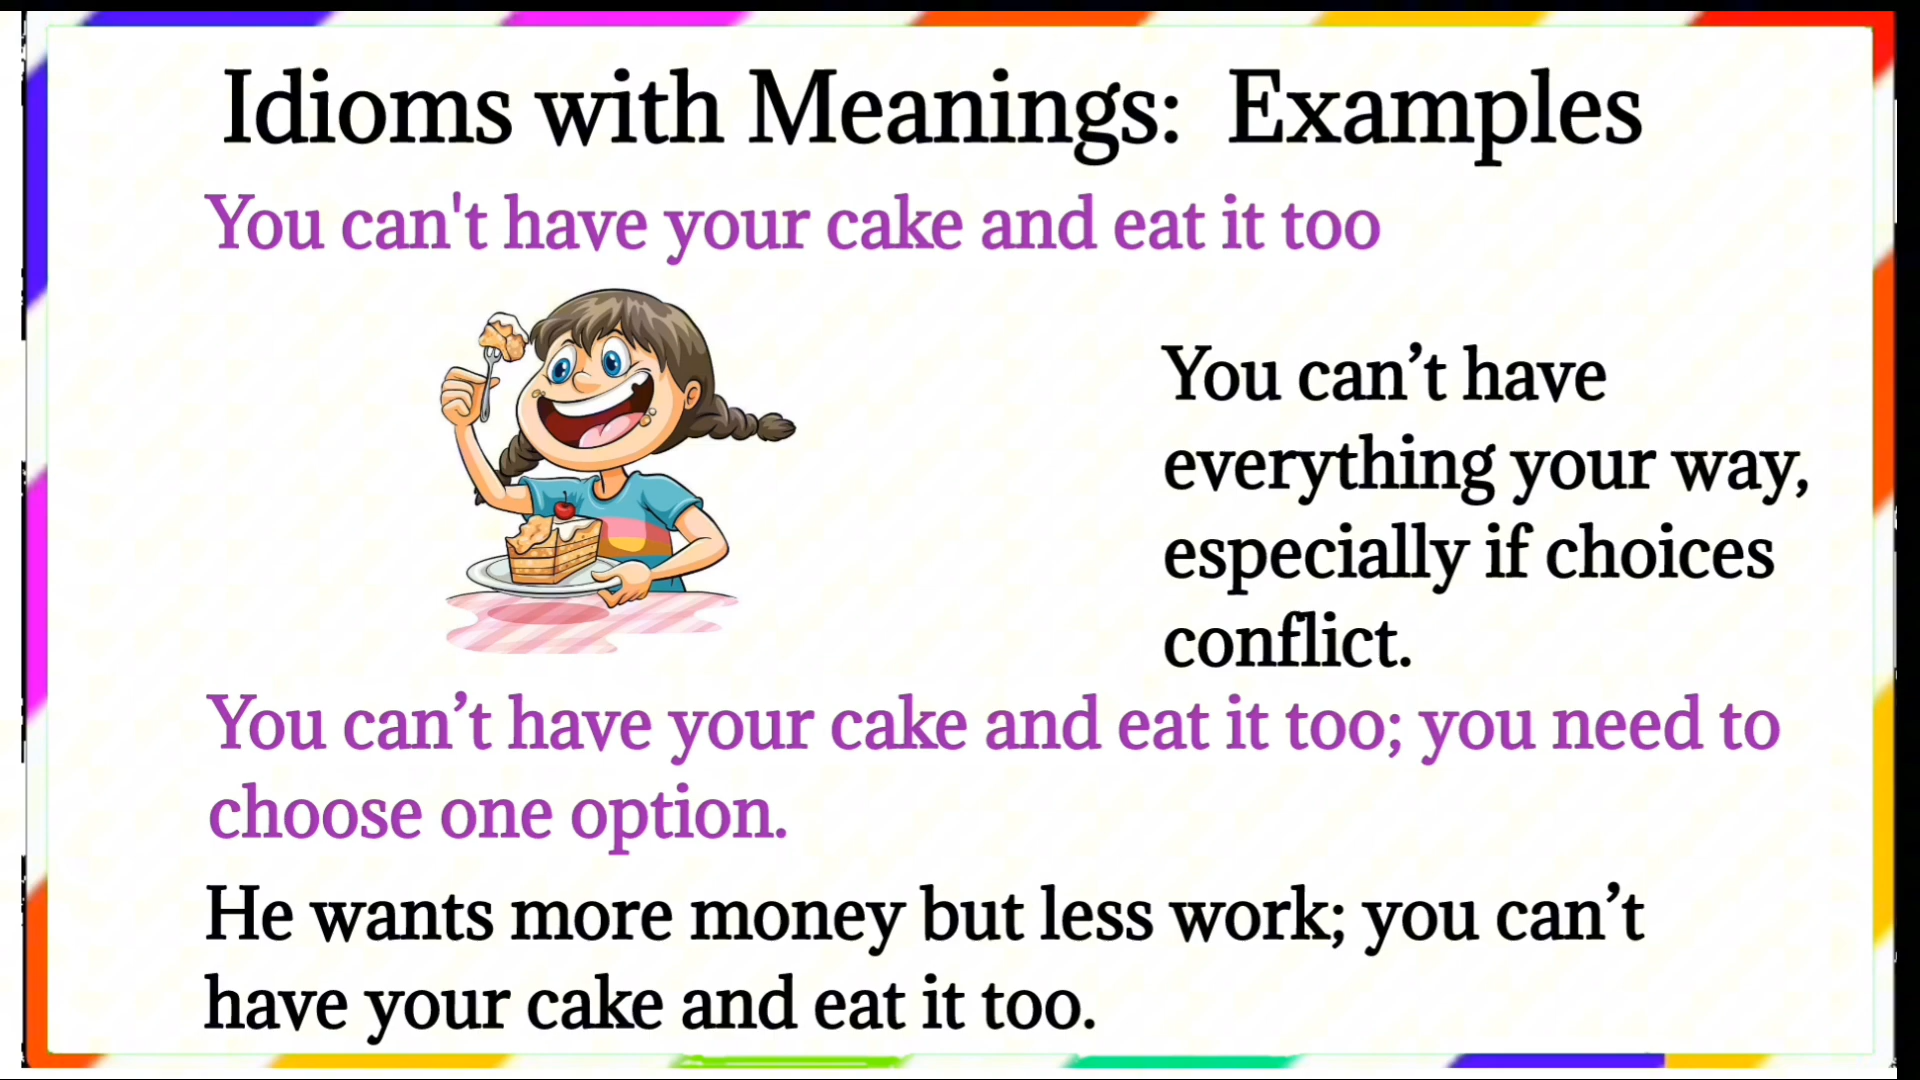 Idioms with Meanings:  Examples
You can't have your cake and eat it too
You can’t have
everything your way,
especially if choices
conflict.
You can’t have your cake and eat it too; you need to
choose one option.
He wants more money but less work; you can’t
have your cake and eat it too.